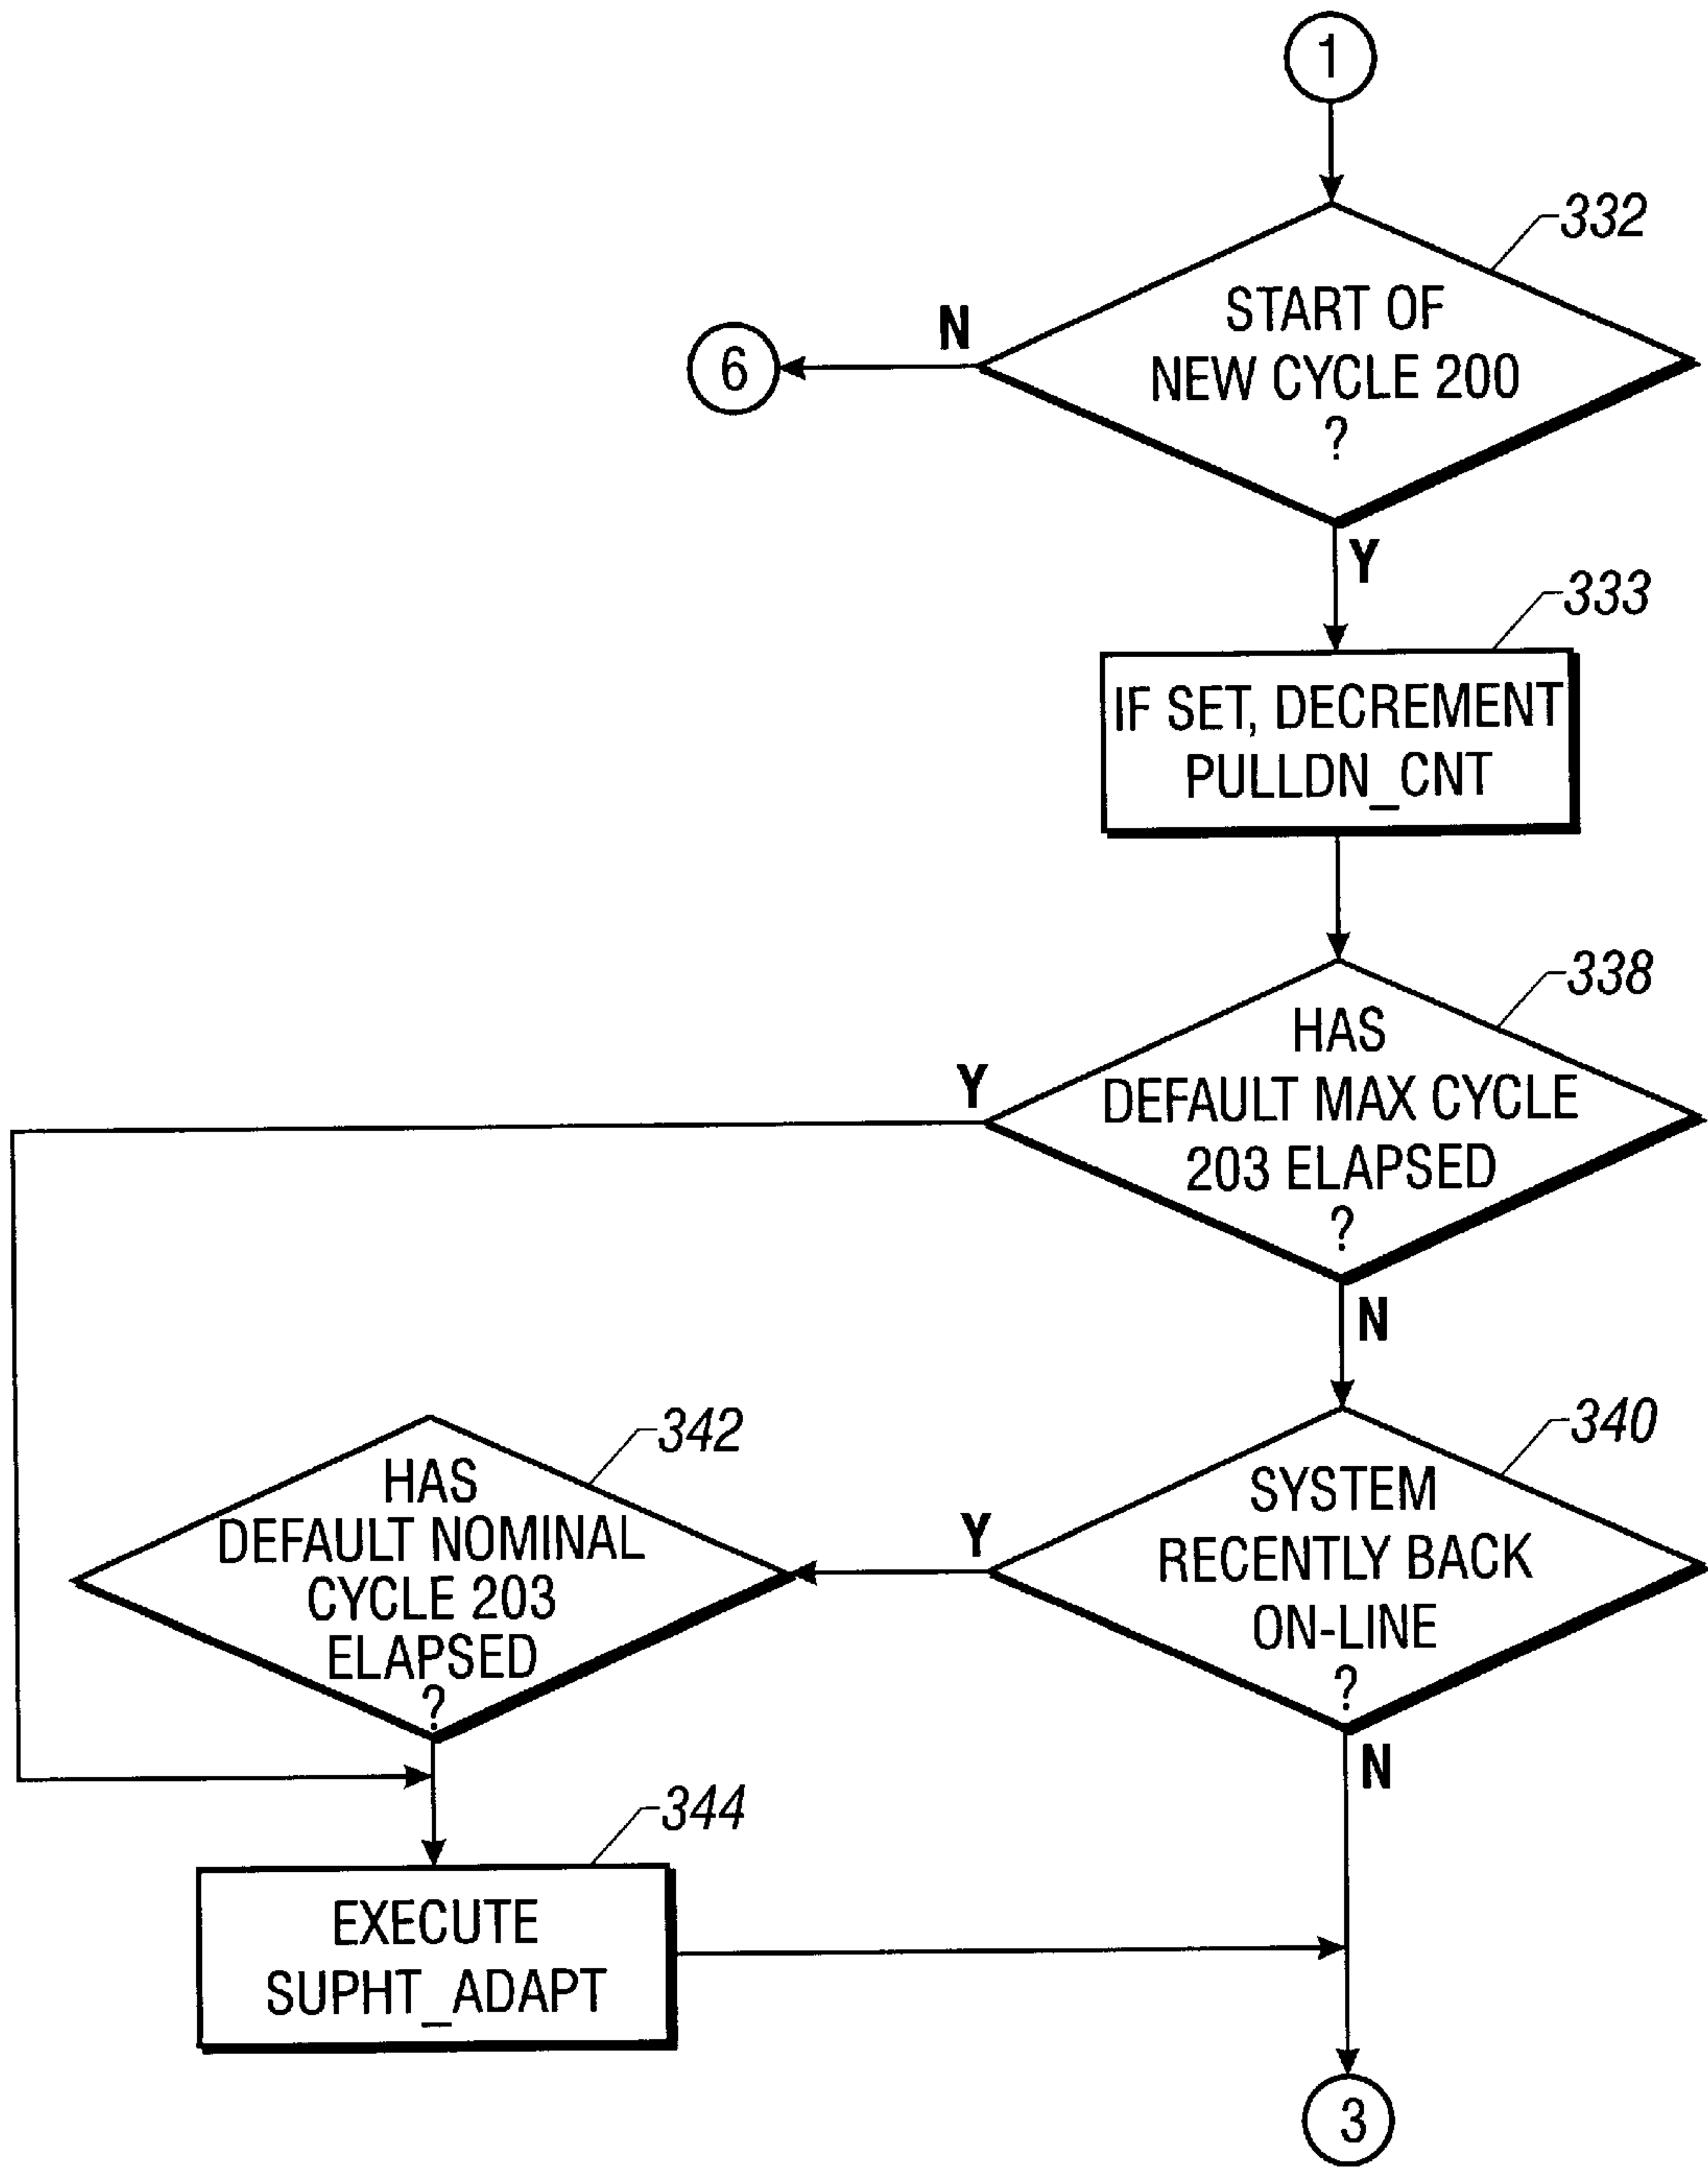 1
332
START OF
NEW CYCLE 200
?
N
6
Y
333
IF SET, DECREMENT
PULLDN_CNT
338
HAS
DEFAULT MAX CYCLE
203 ELAPSED
?
Y
N
340
SYSTEM
RECENTLY BACK
ON-LINE
?
Y
N
342
HAS
DEFAULT NOMINAL
CYCLE 203
ELAPSED
?
344
EXECUTE
SUPHT_ADAPT
3